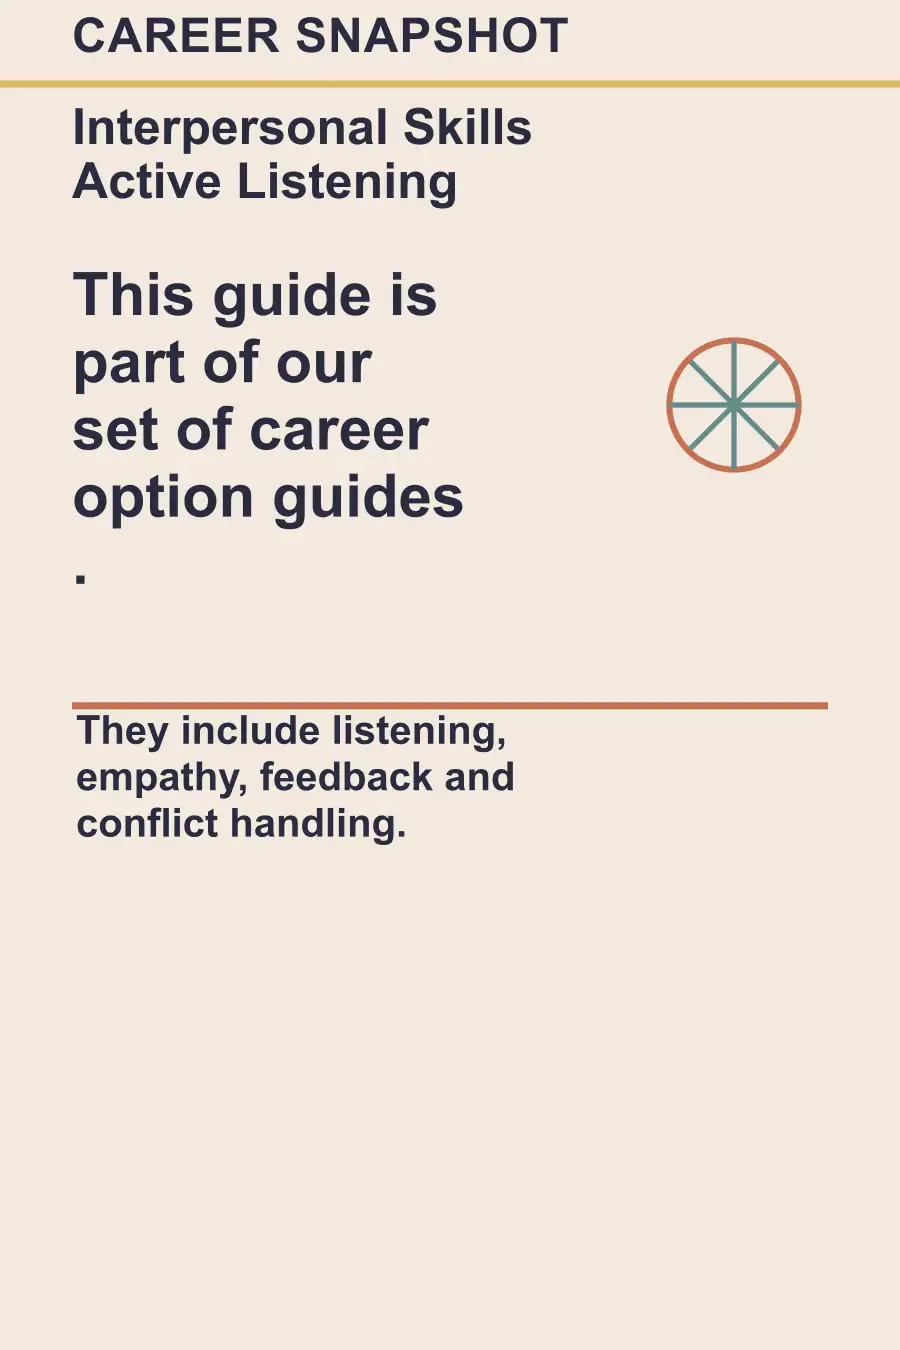 CAREER SNAPSHOT
Interpersonal Skills
Active Listening
This guide is
part of our
set of career
option guides
.
They include listening,
empathy, feedback and
conflict handling.